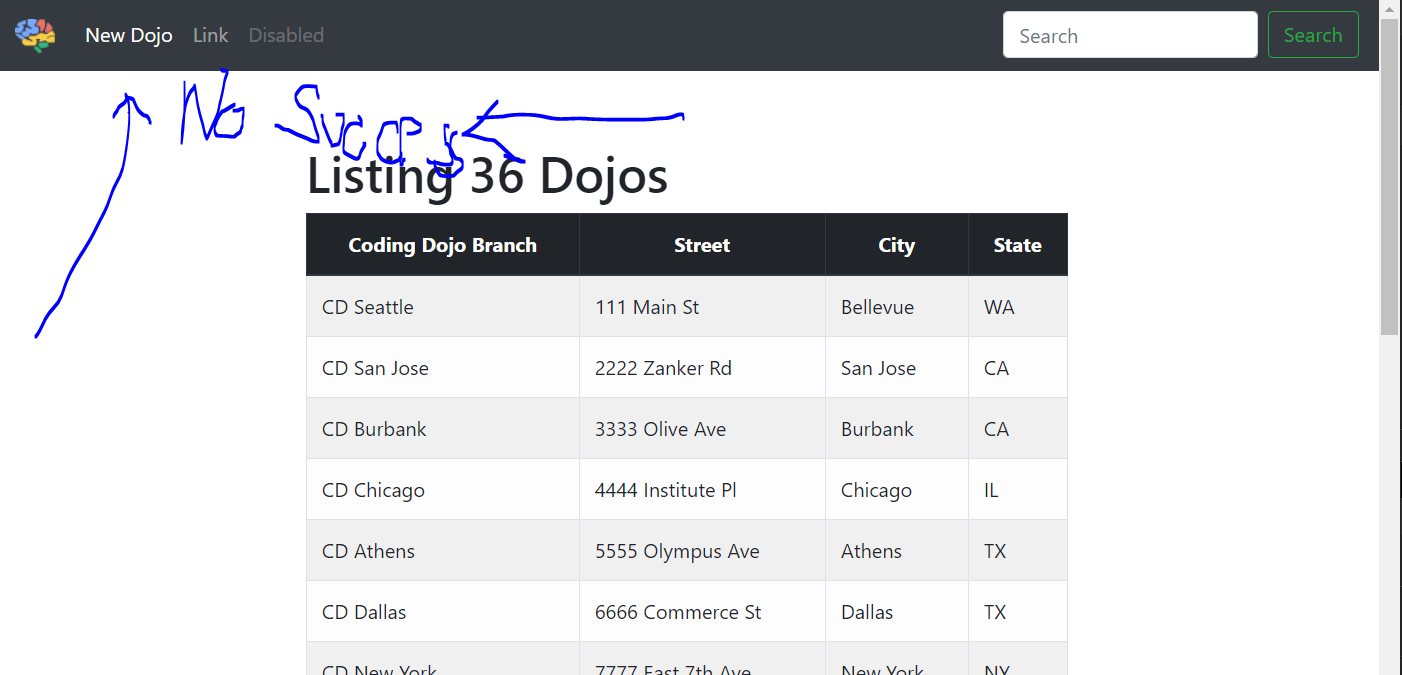 New Dojo Link Disabled Search Search
No
Listing 36 Dojos
Coding Dojo Branch Street City State
CD Seattle 111 Main St Bellevue WA
CD San Jose 2222 Zanker Rd San Jose CA
CD Burbank 3333 Olive Ave Burbank CA
CD Chicago 4444 Institute Pl Chicago IL
CD Athens 5555 Olympus Ave Athens TX
CD Dallas 6666 Commerce St Dallas TX
CD New York 7777 East 7th Ave New York NY